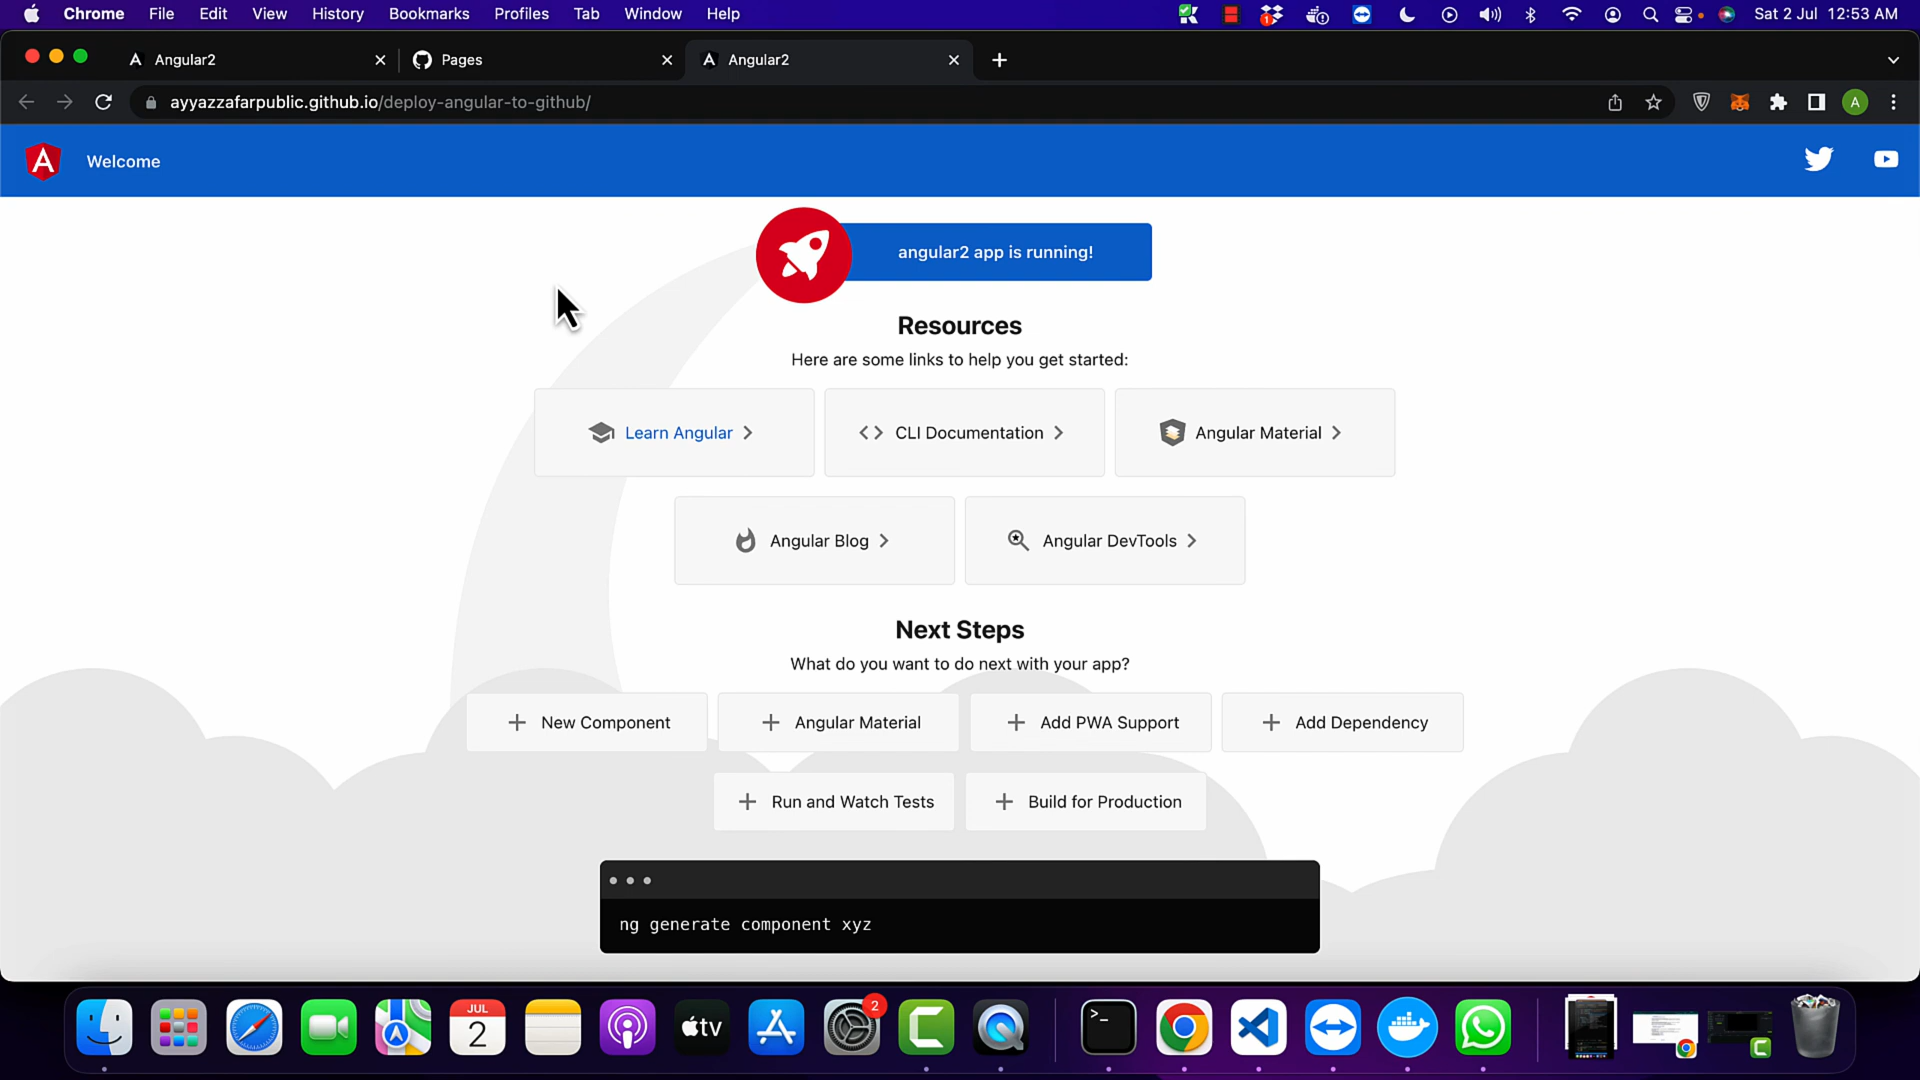 Chrome File Edit View History Bookmarks Profiles Tab Window Help
1
Sat 2 Jul 12:53 AM
Angular2
Pages
Angular2
ayyazzafarpublic.github.io/deploy-angular-to-github/
A
A Welcome
angular2 app is running!
Resources
Here are some links to help you get started:
Learn Angular
CLI Documentation
Angular Material
Angular Blog
Angular DevTools
Next Steps
What do you want to do next with your app?
New Component
Angular Material
Add PWA Support
Add Dependency
Run and Watch Tests
Build for Production
ng generate component xyz
JUL
2
tv
2
>_